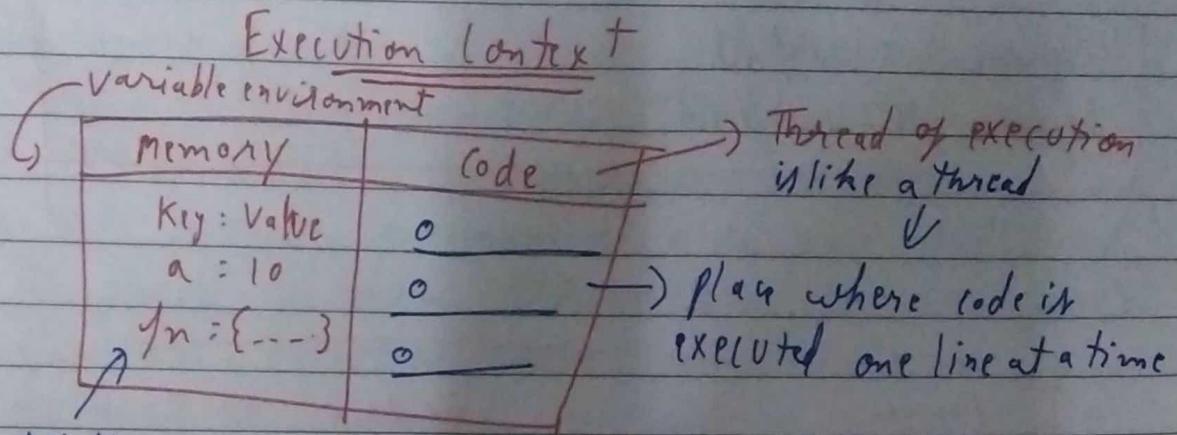 Execution Context
variable environment
Memory
Code
Thread of execution
is like a thread
Key : Value
a : 10
fn : {----}
place where code is
executed one line at a time